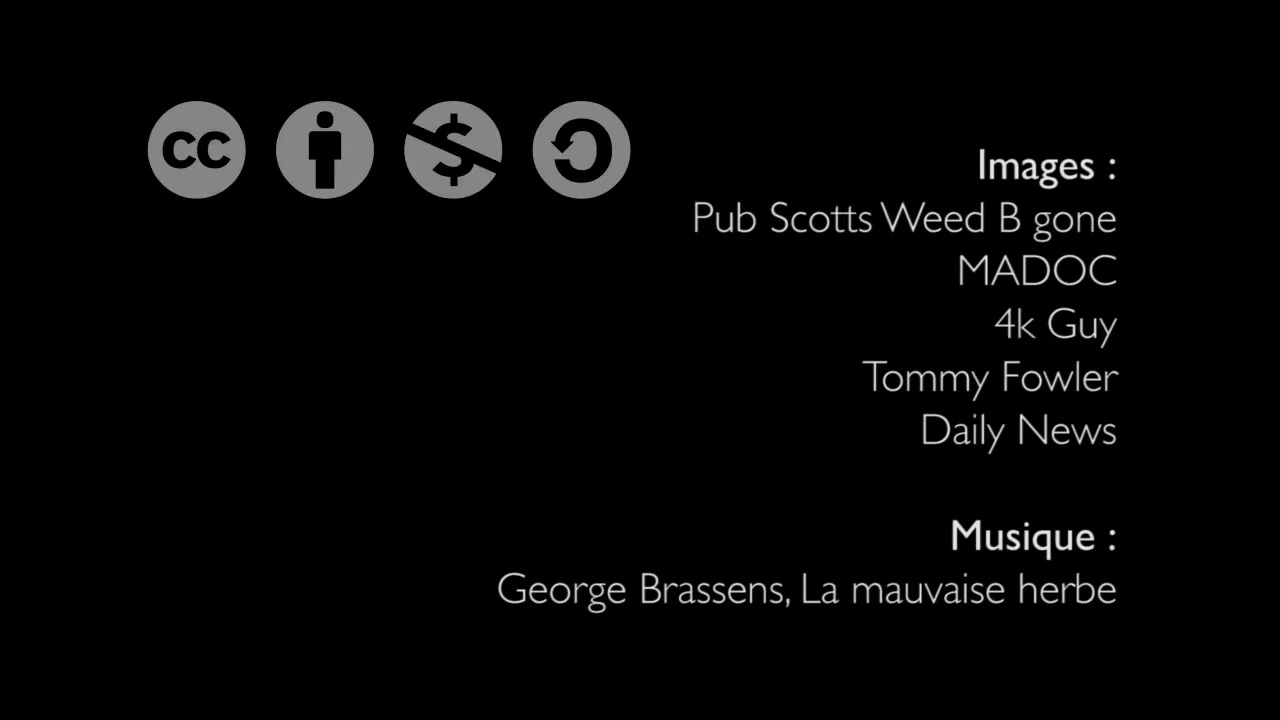 cc
Images :
Pub Scotts Weed B gone
MADOC
4k Guy
Tommy Fowler
Daily News
Musique :
George Brassens, La mauvaise herbe